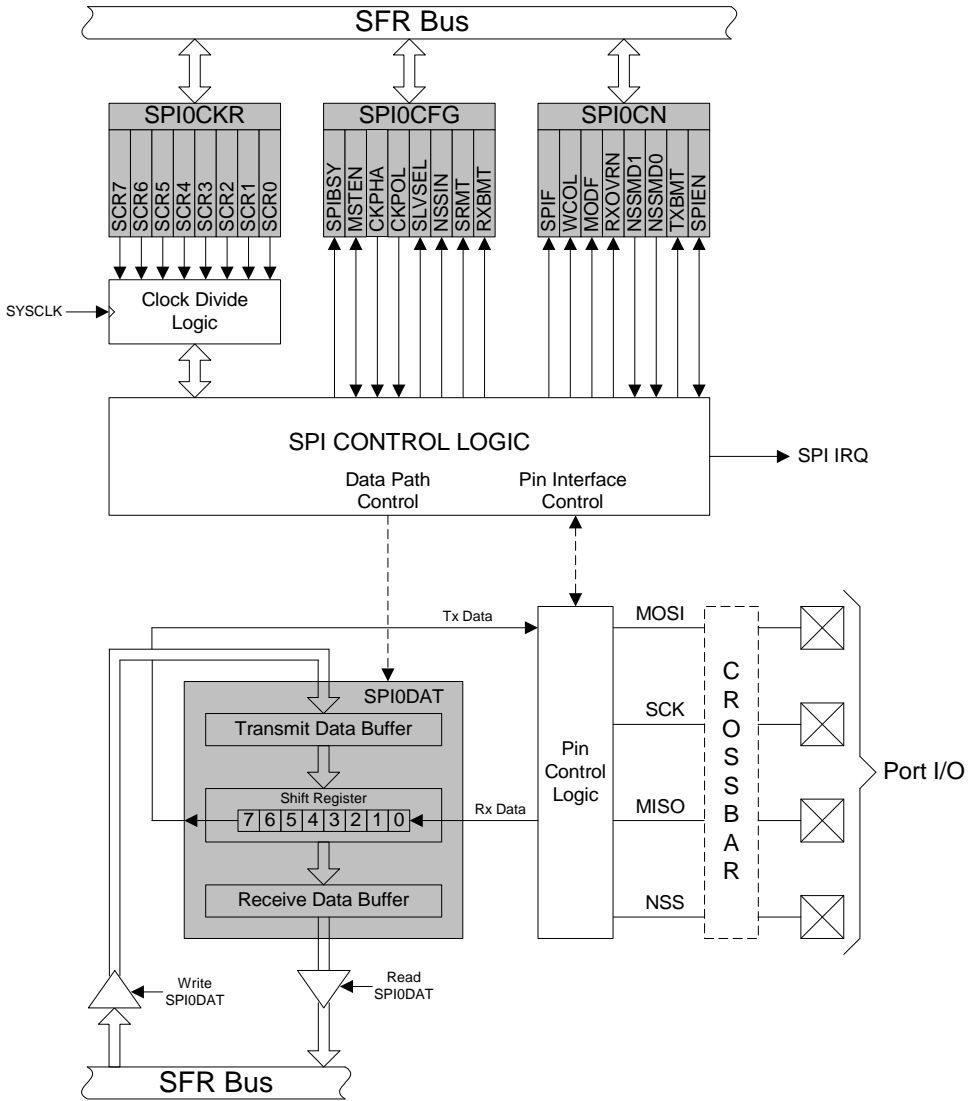 SFR Bus
SPI0CKR
SCR7
SCR6
SCR5
SCR4
SCR3
SCR2
SCR1
SCR0
SPI0CFG
SPIBSY
MSTEN
CKPHA
CKPOL
SLVSEL
NSSIN
SRMT
RXBMT
SPI0CN
SPIF
WCOL
MODF
RXOVRN
NSSMD1
NSSMD0
TXBMT
SPIEN
SYSCLK
Clock Divide
Logic
SPI CONTROL LOGIC
SPI IRQ
Data Path
Control
Pin Interface
Control
Tx Data
SPI0DAT
Transmit Data Buffer
Shift Register
7 6 5 4 3 2 1 0
Rx Data
Receive Data Buffer
Pin
Control
Logic
MOSI
SCK
MISO
NSS
CROSSBAR
Port I/O
Write
SPI0DAT
Read
SPI0DAT
SFR Bus